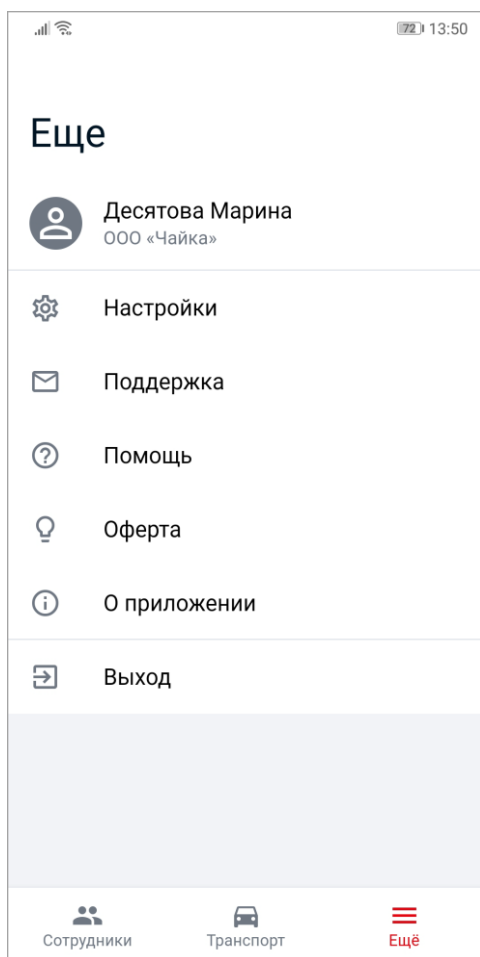 72 13:50
Еще
Десятова Марина
ООО «Чайка»
Настройки
Поддержка
Помощь
Оферта
О приложении
Выход
Сотрудники Транспорт Ещё